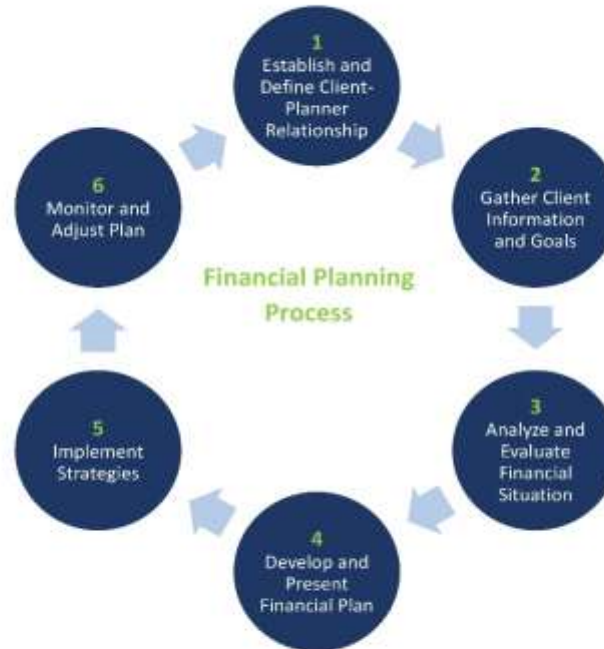 1
Establish and
Define Client-
Planner
Relationship
2
Gather Client
Information
and Goals
3
Analyze and
Evaluate
Financial
Situation
4
Develop and
Present
Financial Plan
5
Implement
Strategies
6
Monitor and
Adjust Plan
Financial Planning
Process